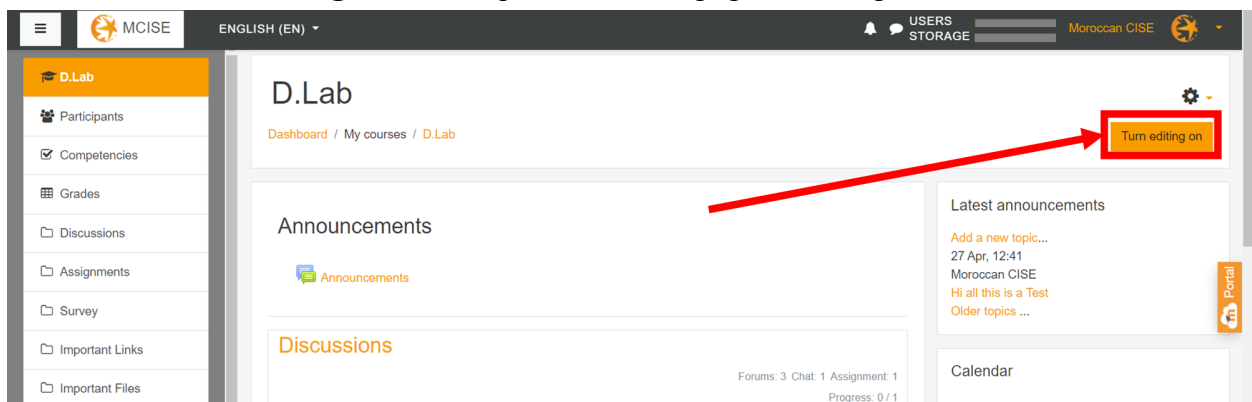 MCISE
ENGLISH (EN)
USERS
STORAGE
Moroccan CISE
D.Lab
Participants
Competencies
Grades
Discussions
Assignments
Survey
Important Links
Important Files
D.Lab
Dashboard / My courses / D.Lab
Turn editing on
Announcements
Announcements
Discussions
Forums: 3 Chat: 1 Assignment: 1
Progress: 0 / 1
Latest announcements
Add a new topic...
27 Apr, 12:41
Moroccan CISE
Hi all this is a Test
Older topics ...
Calendar
m Portal